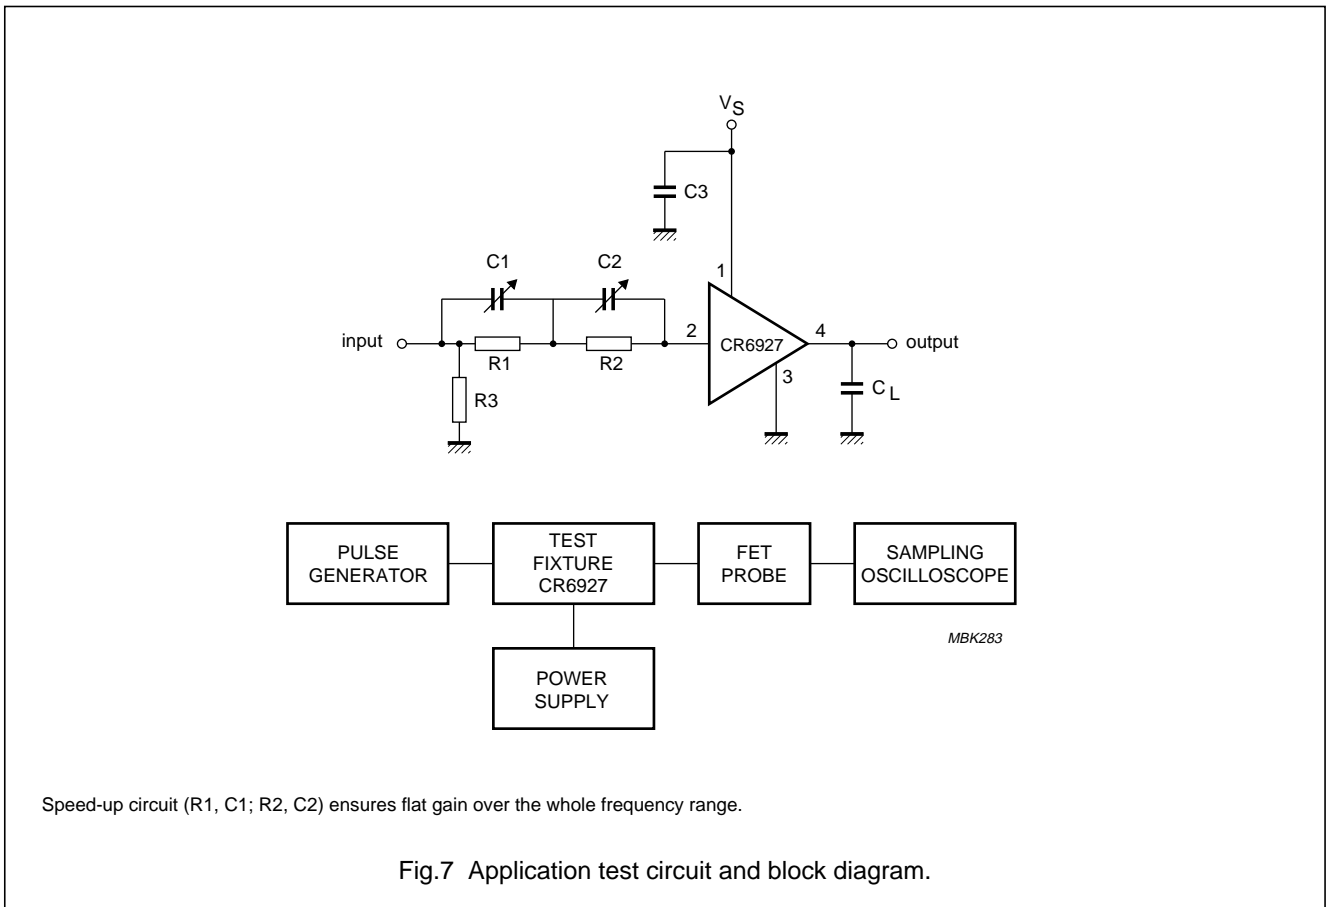 VS
C3
C1
C2
1
input
R1
R2
2
CR6927
4
output
3
R3
CL
PULSE
GENERATOR
TEST
FIXTURE
CR6927
FET
PROBE
SAMPLING
OSCILLOSCOPE
MBK283
POWER
SUPPLY
Speed-up circuit (R1, C1; R2, C2) ensures flat gain over the whole frequency range.
Fig.7 Application test circuit and block diagram.